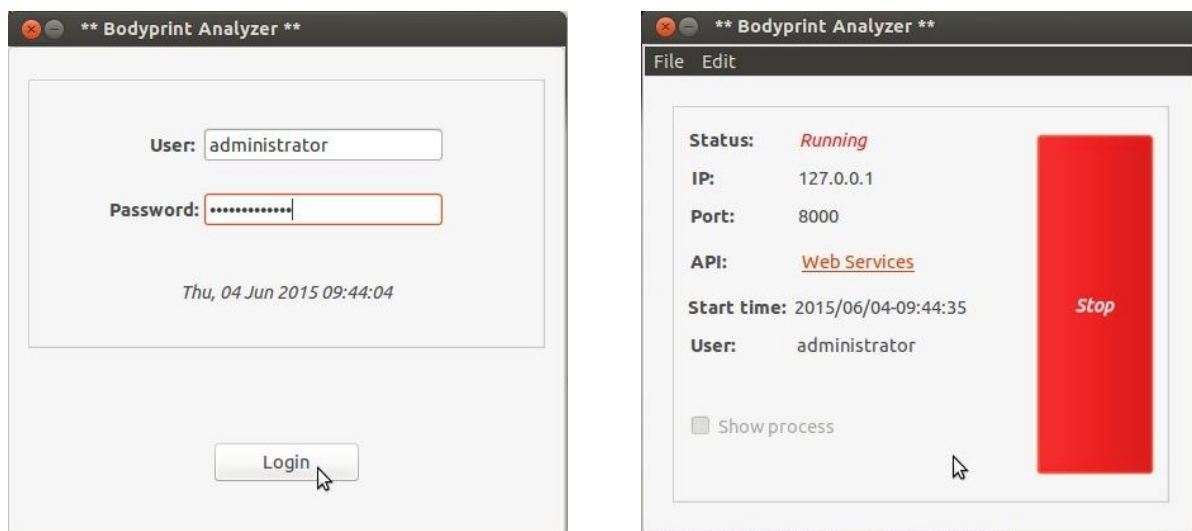 ** Bodyprint Analyzer **
User: administrator
Password: •••••••••••••
Thu, 04 Jun 2015 09:44:04
Login
** Bodyprint Analyzer **
File Edit
Status: Running
IP: 127.0.0.1
Port: 8000
API: Web Services
Start time: 2015/06/04-09:44:35
User: administrator
Stop
Show process